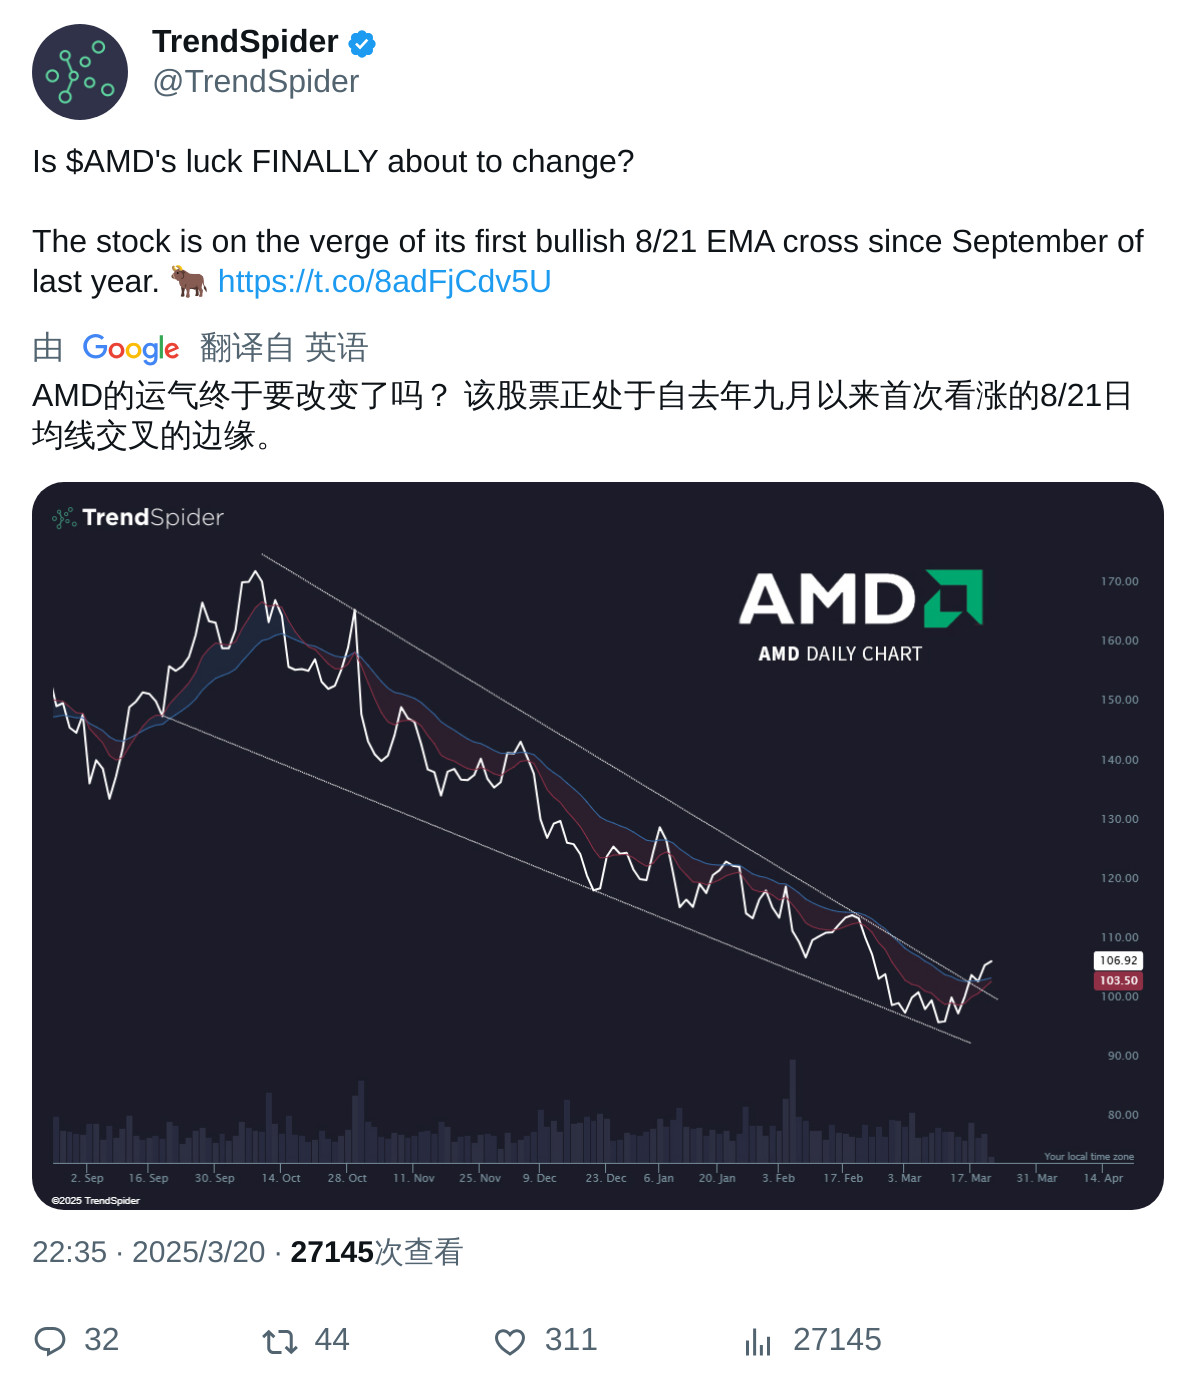 TrendSpider
@TrendSpider
Is $AMD's luck FINALLY about to change?
The stock is on the verge of its first bullish 8/21 EMA cross since September of
last year. 🐂 https://t.co/8adFjCdv5U
由 Google 翻译自 英语
AMD的运气终于要改变了吗？ 该股票正处于自去年九月以来首次看涨的8/21日
均线交叉的边缘。
TrendSpider
AMD
AMD DAILY CHART
170.00
160.00
150.00
140.00
130.00
120.00
110.00
106.92
103.50
100.00
90.00
80.00
Your local time zone
2. Sep 16. Sep 30. Sep 14. Oct 28. Oct 11. Nov 25. Nov 9. Dec 23. Dec 6. Jan 20. Jan 3. Feb 17. Feb 3. Mar 17. Mar 31. Mar 14. Apr
©2025 TrendSpider
22:35 · 2025/3/20 · 27145次查看
32 44 311 27145